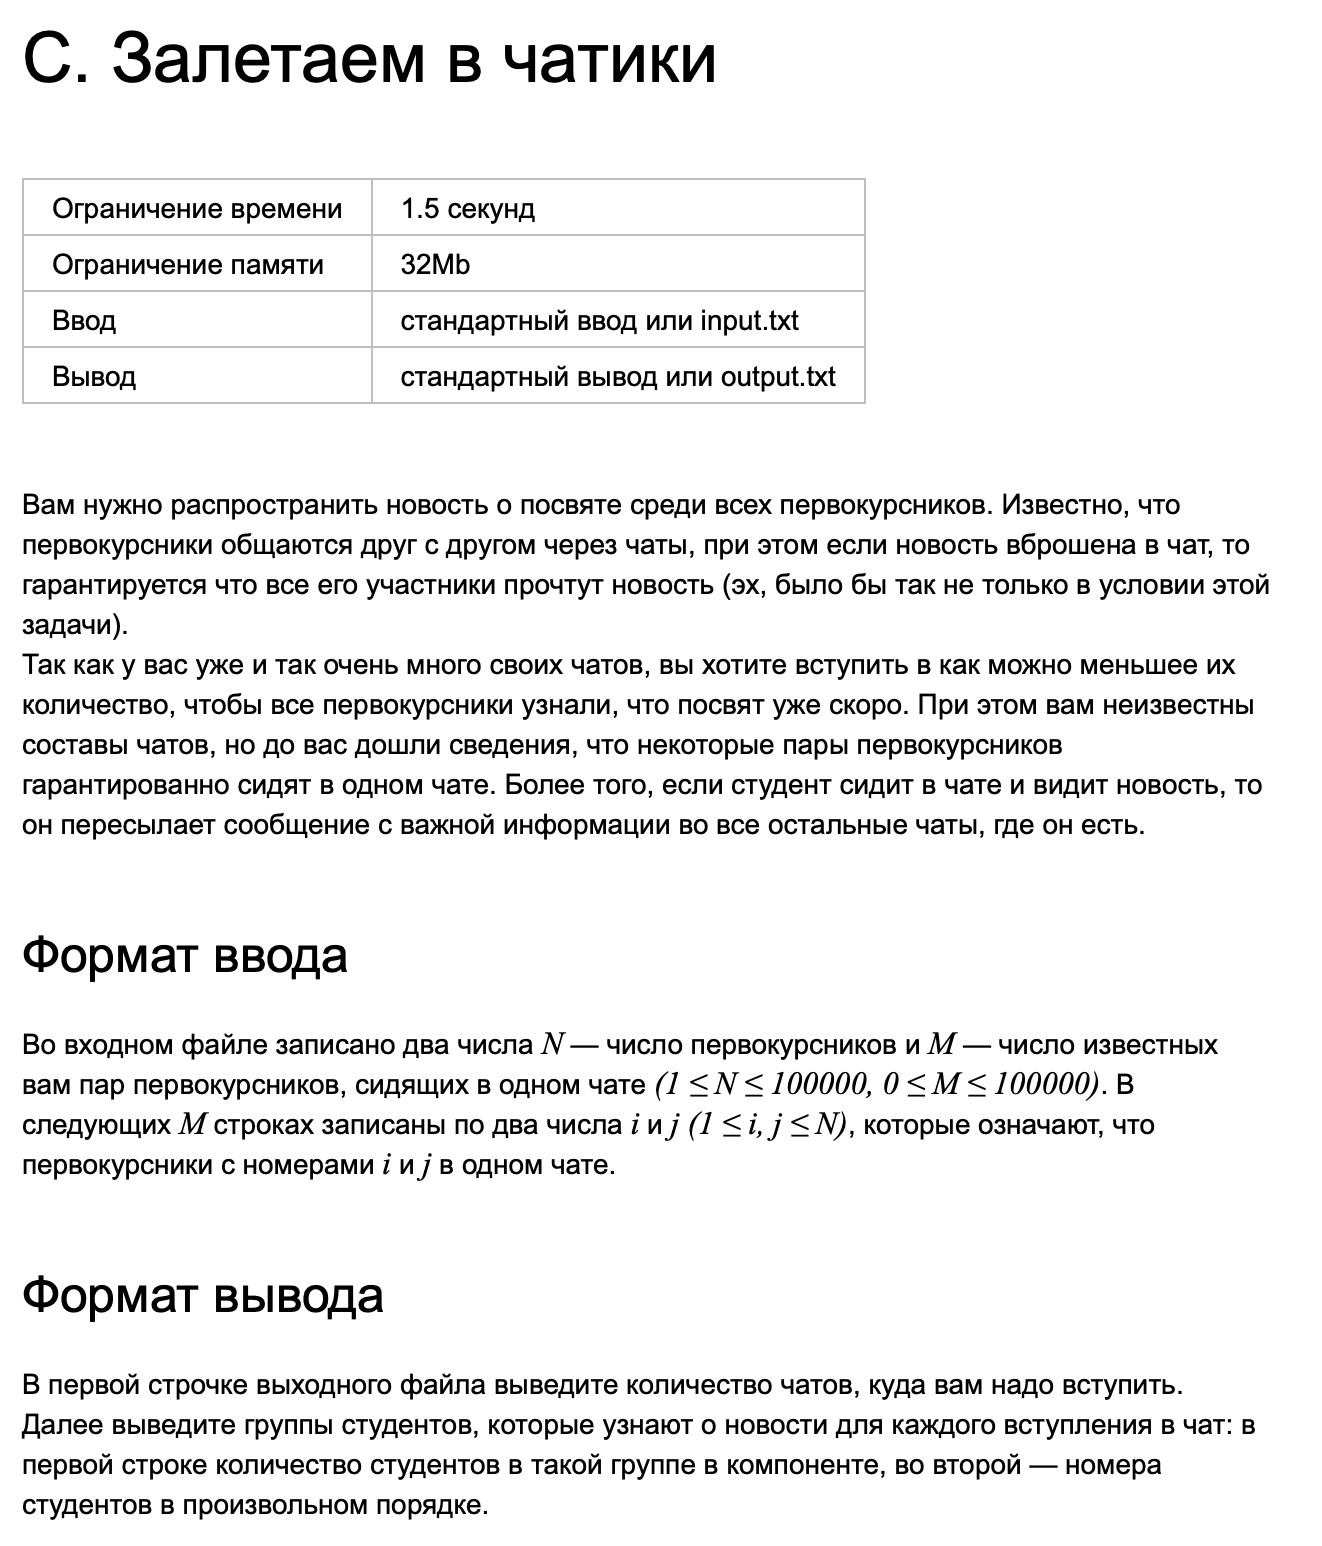 C. Залетаем в чатики
Ограничение времени 1.5 секунд
Ограничение памяти 32Mb
Ввод стандартный ввод или input.txt
Вывод стандартный вывод или output.txt
Вам нужно распространить новость о посвяте среди всех первокурсников. Известно, что
первокурсники общаются друг с другом через чаты, при этом если новость вброшена в чат, то
гарантируется что все его участники прочтут новость (эх, было бы так не только в условии этой
задачи).
Так как у вас уже и так очень много своих чатов, вы хотите вступить в как можно меньшее их
количество, чтобы все первокурсники узнали, что посвят уже скоро. При этом вам неизвестны
составы чатов, но до вас дошли сведения, что некоторые пары первокурсников
гарантированно сидят в одном чате. Более того, если студент сидит в чате и видит новость, то
он пересылает сообщение с важной информации во все остальные чаты, где он есть.
Формат ввода
Во входном файле записано два числа N — число первокурсников и M — число известных
вам пар первокурсников, сидящих в одном чате (1 ≤ N ≤ 100000, 0 ≤ M ≤ 100000). В
следующих M строках записаны по два числа i и j (1 ≤ i, j ≤ N), которые означают, что
первокурсники с номерами i и j в одном чате.
Формат вывода
В первой строчке выходного файла выведите количество чатов, куда вам надо вступить.
Далее выведите группы студентов, которые узнают о новости для каждого вступления в чат: в
первой строке количество студентов в такой группе в компоненте, во второй — номера
студентов в произвольном порядке.